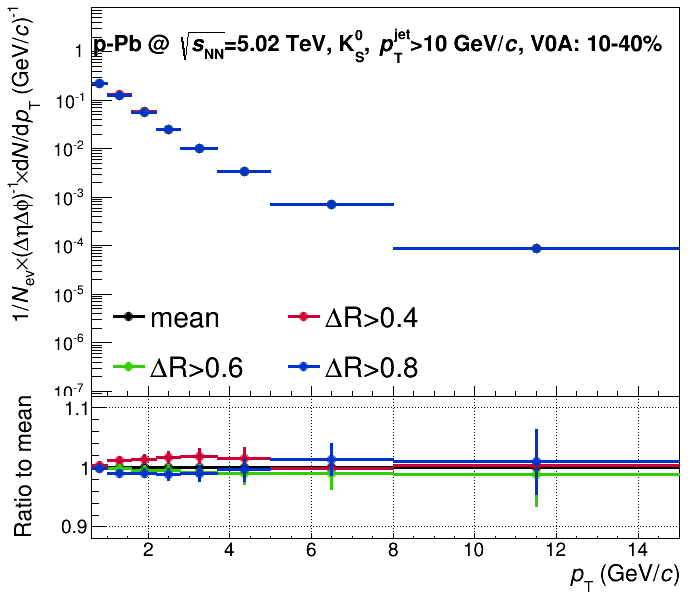 p-Pb @ √s_NN=5.02 TeV, K⁰_S, p_T^jet>10 GeV/c, V0A: 10-40%
1/N_ev×(ΔηΔϕ)⁻¹×dN/dp_T (GeV/c)⁻¹
1
10⁻¹
10⁻²
10⁻³
10⁻⁴
10⁻⁵
10⁻⁶
10⁻⁷
mean
ΔR>0.4
ΔR>0.6
ΔR>0.8
Ratio to mean
1.1
1
0.9
2 4 6 8 10 12 14
p_T (GeV/c)